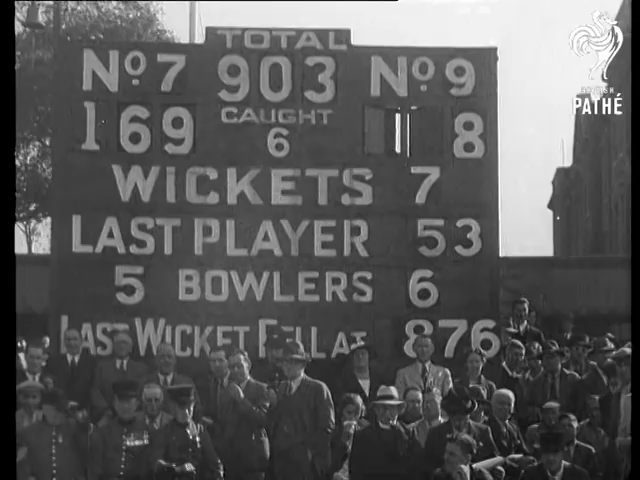 TOTAL
No 7 903 No 9
169 CAUGHT 8
6
WICKETS 7
LAST PLAYER 53
5 BOWLERS 6
LAST WICKET FELL AT 876
BRITISH
PATHÉ